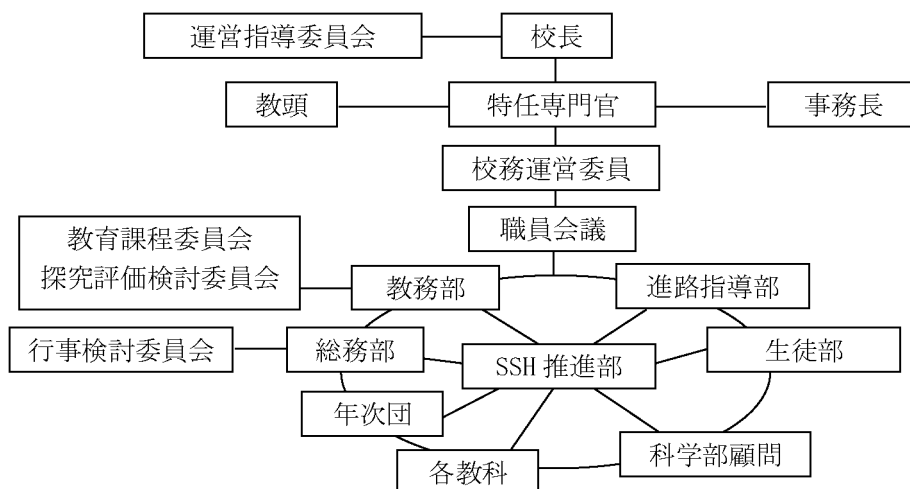 運営指導委員会
校長
教頭
特任専門官
事務長
校務運営委員
職員会議
教育課程委員会
探究評価検討委員会
教務部
進路指導部
行事検討委員会
総務部
SSH 推進部
生徒部
年次団
各教科
科学部顧問